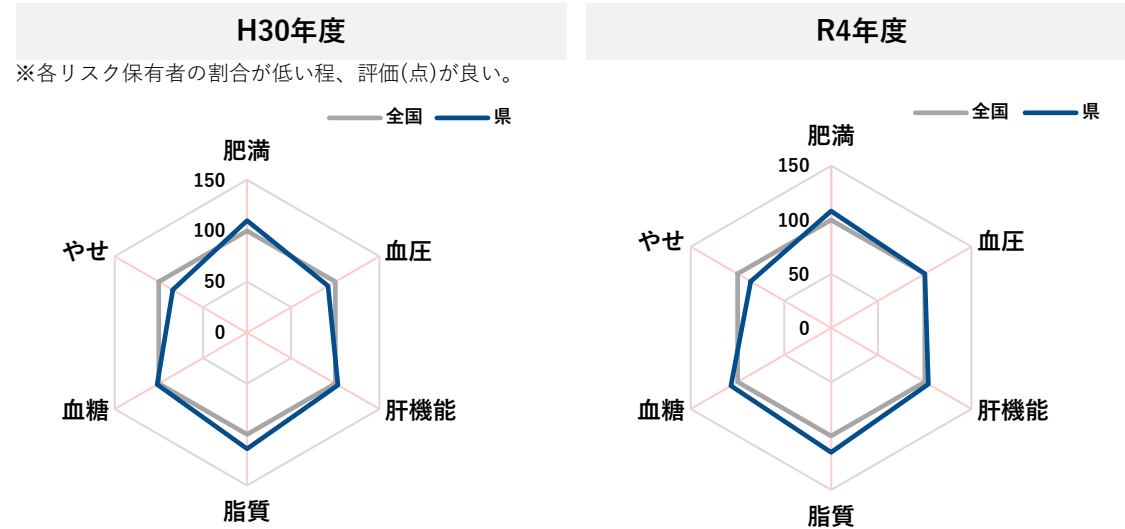 H30年度
※各リスク保有者の割合が低い程、評価(点)が良い。
全国 県
肥満
150
100
50
0
やせ
血圧
血糖
肝機能
脂質
R4年度
全国 県
肥満
150
100
50
0
やせ
血圧
血糖
肝機能
脂質